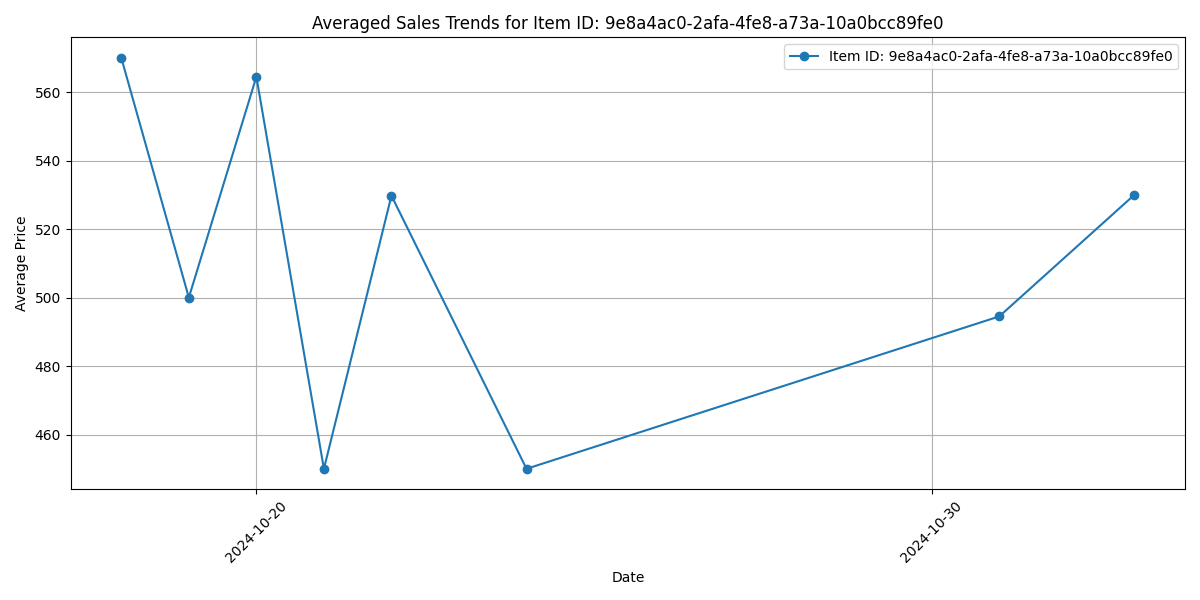 Averaged Sales Trends for Item ID: 9e8a4ac0-2afa-4fe8-a73a-10a0bcc89fe0
Item ID: 9e8a4ac0-2afa-4fe8-a73a-10a0bcc89fe0
Average Price
560
540
520
500
480
460
2024-10-20
2024-10-30
Date